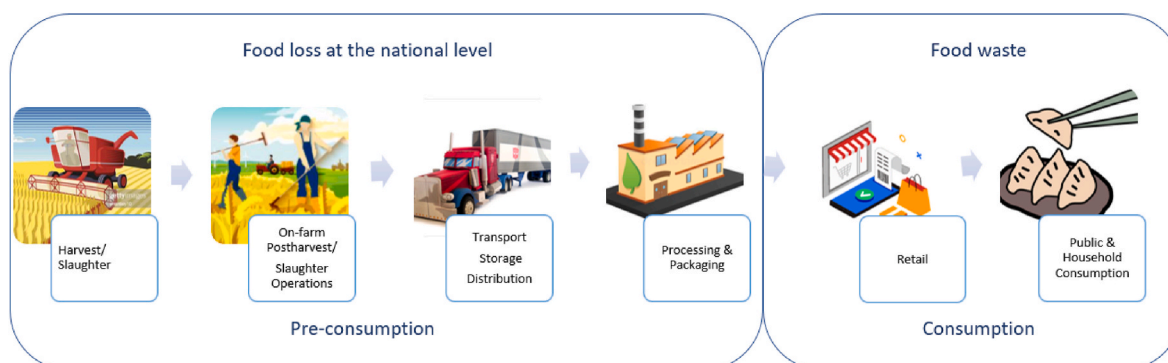 Food loss at the national level
Food waste
Harvest/
Slaughter
On-farm
Postharvest/
Slaughter
Operations
Transport
Storage
Distribution
Processing &
Packaging
Retail
Public &
Household
Consumption
Pre-consumption
Consumption